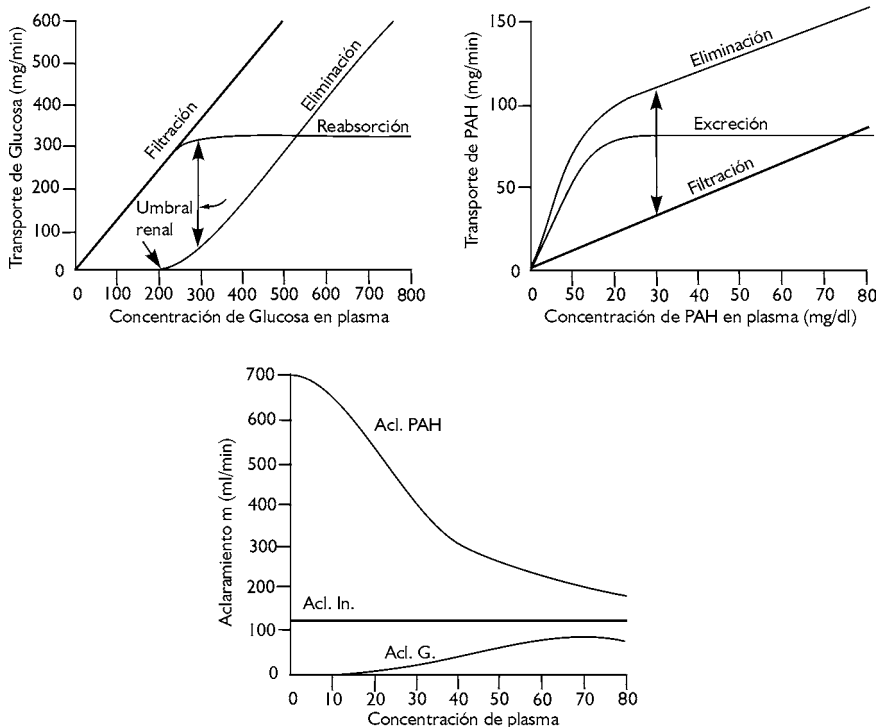 Transporte de Glucosa (mg/min)
600
500
400
300
200
100
0
Filtración
Eliminación
Reabsorción
Umbral
renal
0 100 200 300 400 500 600 700 800
Concentración de Glucosa en plasma
Transporte de PAH (mg/min)
150
100
50
0
Eliminación
Excreción
Filtración
0 50 20 30 40 50 60 70 80
Concentración de PAH en plasma (mg/dl)
Aclaramiento m (ml/min)
700
600
500
400
300
200
100
0
Acl. PAH
Acl. In.
Acl. G.
0 10 20 30 40 50 60 70 80
Concentración de plasma